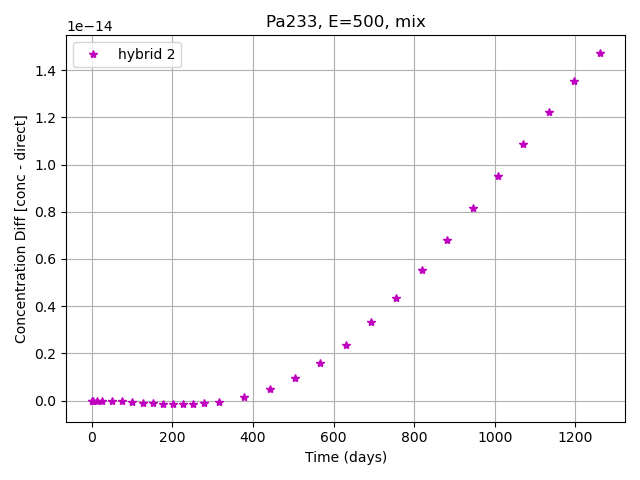 Pa233, E=500, mix
1e−14
hybrid 2
1.4
1.2
1.0
0.8
0.6
0.4
0.2
0.0
Concentration Diff [conc - direct]
0 200 400 600 800 1000 1200
Time (days)